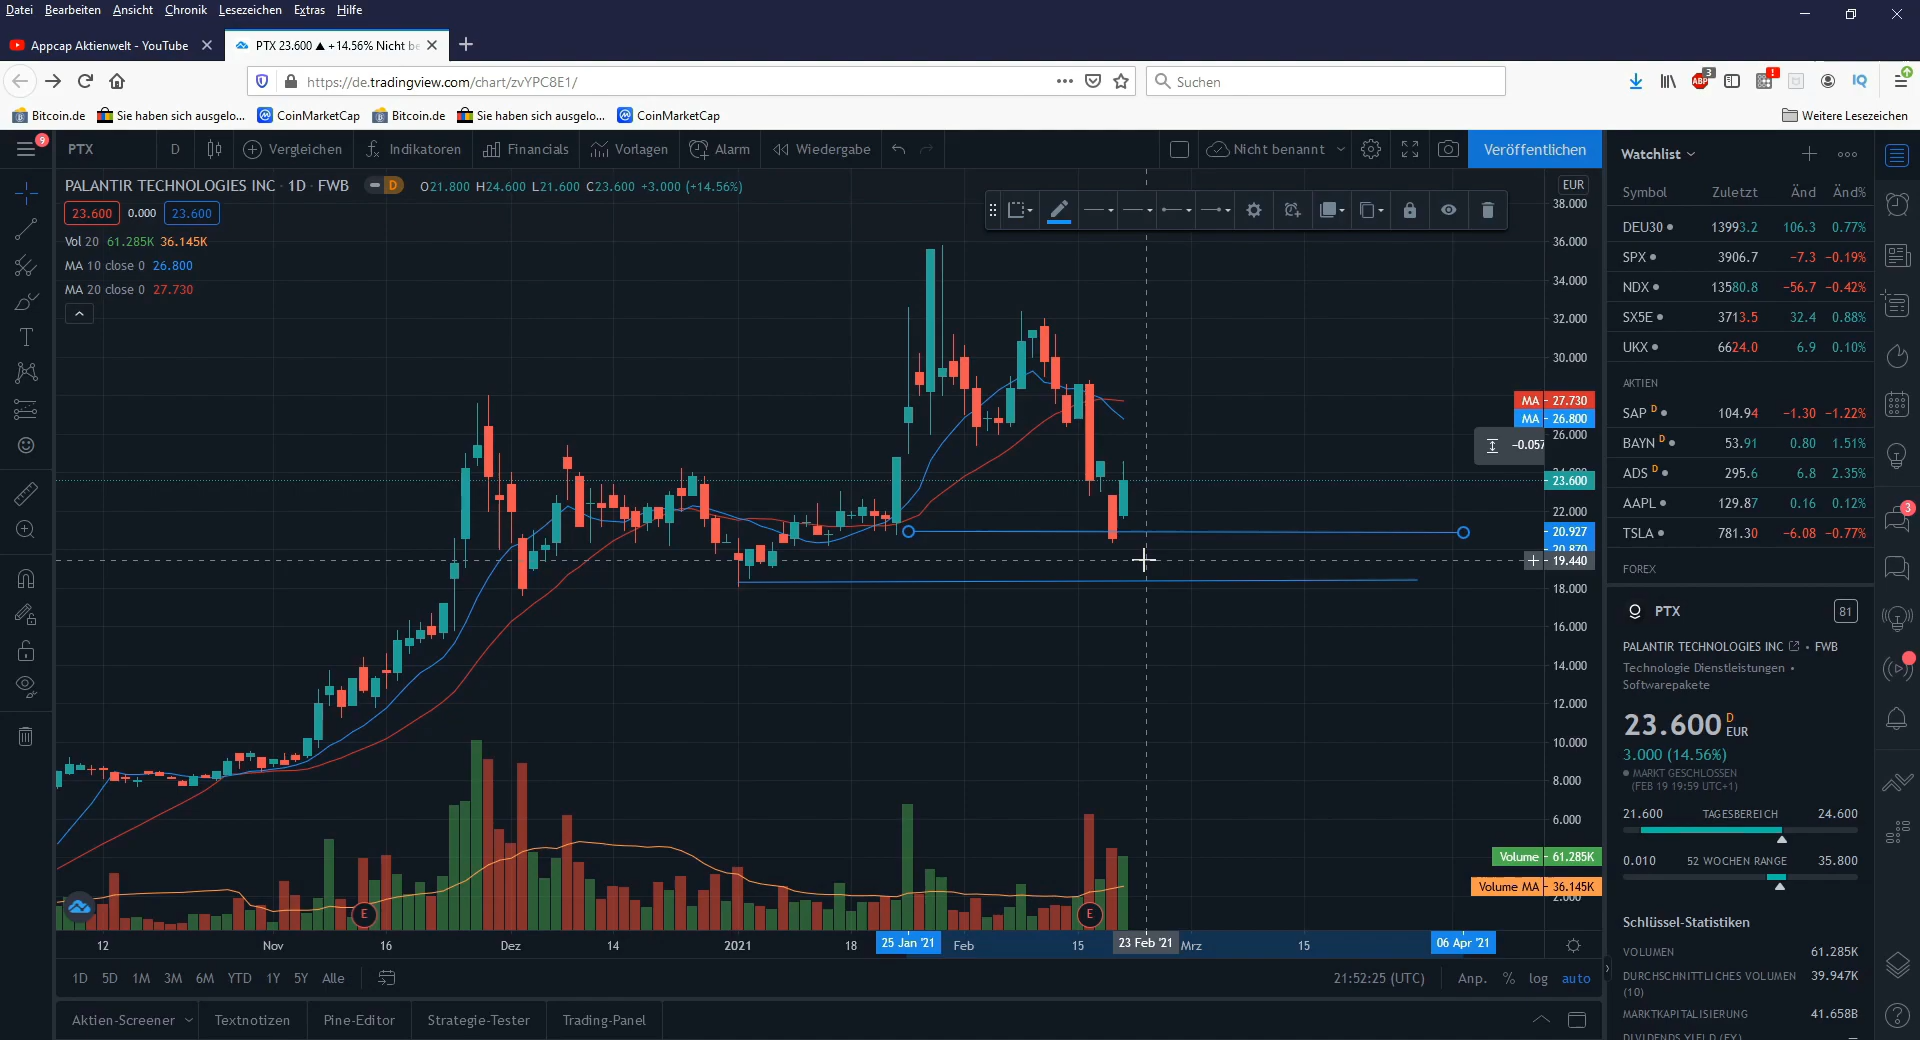 Datei Bearbeiten Ansicht Chronik Lesezeichen Extras Hilfe
Appcap Aktienwelt - YouTube
PTX 23.600 ▲ +14.56% Nicht be
https://de.tradingview.com/chart/zvYPC8E1/
Suchen
ABP 3
!
IQ
Bitcoin.de
Sie haben sich ausgelo...
CoinMarketCap
Bitcoin.de
Sie haben sich ausgelo...
CoinMarketCap
Weitere Lesezeichen
9
PTX
D
Vergleichen
Indikatoren
Financials
Vorlagen
Alarm
Wiedergabe
Nicht benannt
Veröffentlichen
PALANTIR TECHNOLOGIES INC · 1D · FWB
D
O21.800 H24.600 L21.600 C23.600 +3.000 (+14.56%)
23.600 0.000 23.600
Vol 20 61.285K 36.145K
MA 10 close 0 26.800
MA 20 close 0 27.730
EUR
38.000
36.000
34.000
32.000
30.000
MA 27.730
MA 26.800
26.000
−0.057
23.600
22.000
20.927
19.440
18.000
16.000
14.000
12.000
10.000
8.000
6.000
Volume 61.285K
Volume MA 36.145K
2.000
E
E
12 Nov 16 Dez 14 2021 18 25 Jan '21 Feb 15 23 Feb '21 Mrz 15 06 Apr '21
1D 5D 1M 3M 6M YTD 1Y 5Y Alle
21:52:25 (UTC)
Anp. % log auto
Aktien-Screener Textnotizen Pine-Editor Strategie-Tester Trading-Panel
Watchlist
Symbol Zuletzt Änd Änd%
DEU30 13993.2 106.3 0.77%
SPX 3906.7 −7.3 −0.19%
NDX 13580.8 −56.7 −0.42%
SX5E 3713.5 32.4 0.88%
UKX 6624.0 6.9 0.10%
AKTIEN
SAP D 104.94 −1.30 −1.22%
BAYN D 53.91 0.80 1.51%
ADS D 295.6 6.8 2.35%
AAPL 129.87 0.16 0.12%
TSLA 781.30 −6.08 −0.77%
FOREX
PTX
81
PALANTIR TECHNOLOGIES INC • FWB
Technologie Dienstleistungen •
Softwarepakete
23.600 D EUR
3.000 (14.56%)
MARKT GESCHLOSSEN
(FEB 19 19:59 UTC+1)
21.600 TAGESBEREICH 24.600
0.010 52 WOCHEN RANGE 35.800
Schlüssel-Statistiken
VOLUMEN 61.285K
DURCHSCHNITTLICHES VOLUMEN 39.947K
(10)
MARKTKAPITALISIERUNG 41.658B
3